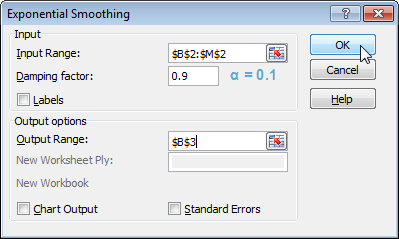 Exponential Smoothing
?
Input
Input Range: $B$2:$M$2
Damping factor: 0.9 α = 0.1
Labels
Output options
Output Range: $B$3
New Worksheet Ply:
New Workbook
Chart Output Standard Errors
OK
Cancel
Help